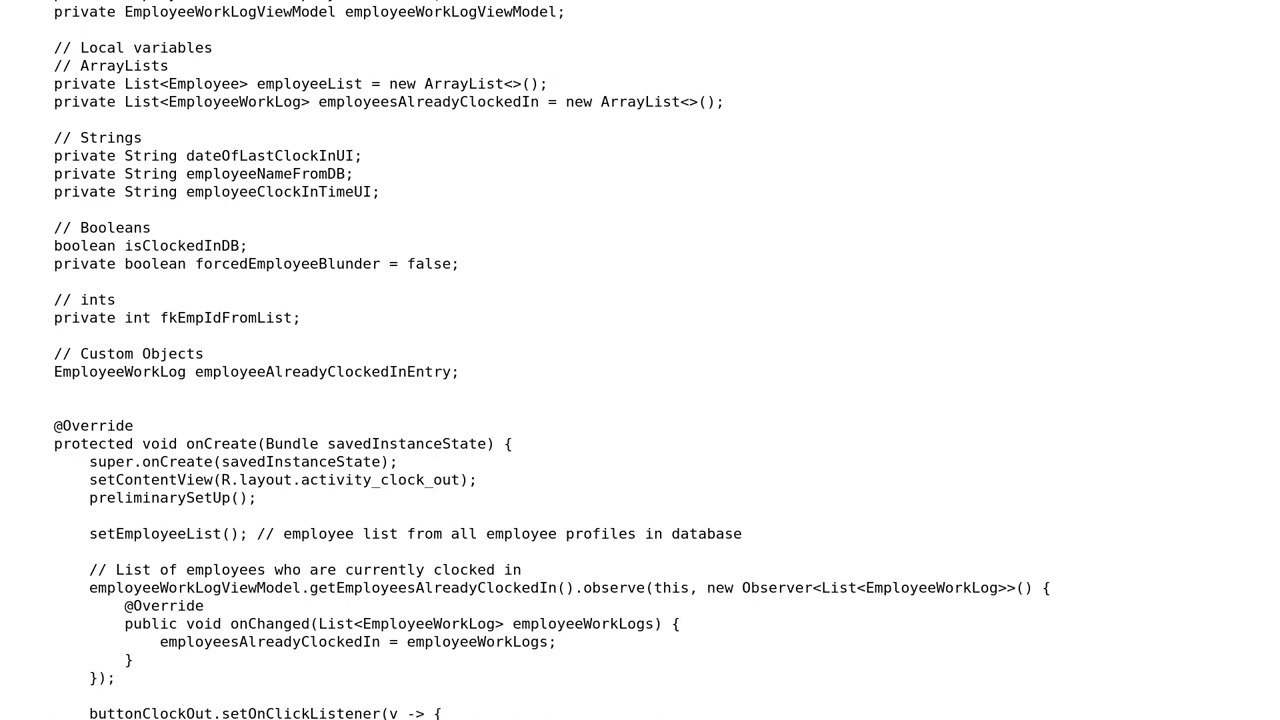 private EmployeeWorkLogViewModel employeeWorkLogViewModel;
// Local variables
// ArrayLists
private List<Employee> employeeList = new ArrayList<>();
private List<EmployeeWorkLog> employeesAlreadyClockedIn = new ArrayList<>();
// Strings
private String dateOfLastClockInUI;
private String employeeNameFromDB;
private String employeeClockInTimeUI;
// Booleans
boolean isClockedInDB;
private boolean forcedEmployeeBlunder = false;
// ints
private int fkEmpIdFromList;
// Custom Objects
EmployeeWorkLog employeeAlreadyClockedInEntry;
@Override
protected void onCreate(Bundle savedInstanceState) {
super.onCreate(savedInstanceState);
setContentView(R.layout.activity_clock_out);
preliminarySetUp();
setEmployeeList(); // employee list from all employee profiles in database
// List of employees who are currently clocked in
employeeWorkLogViewModel.getEmployeesAlreadyClockedIn().observe(this, new Observer<List<EmployeeWorkLog>>() {
@Override
public void onChanged(List<EmployeeWorkLog> employeeWorkLogs) {
employeesAlreadyClockedIn = employeeWorkLogs;
}
});
buttonClockOut.setOnClickListener(v -> {